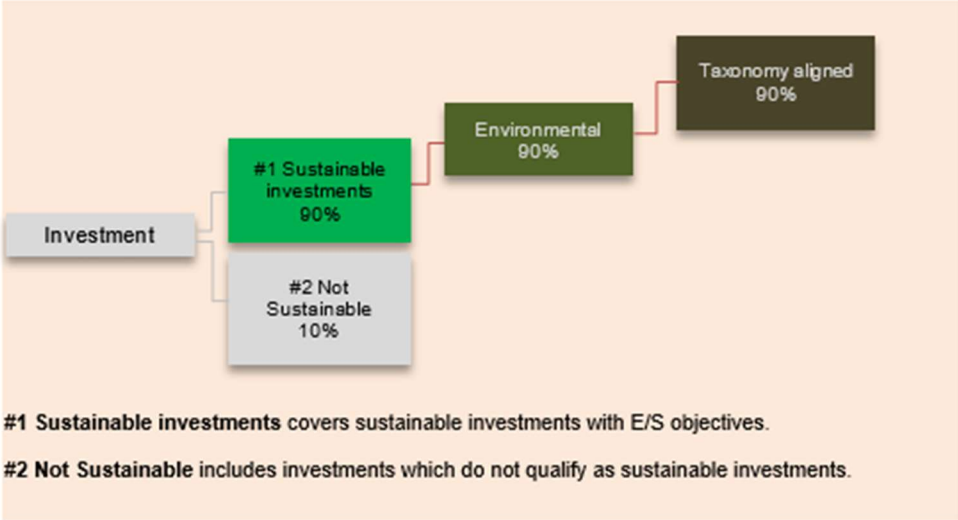 Taxonomy aligned
90%
Environmental
90%
#1 Sustainable
investments
90%
Investment
#2 Not
Sustainable
10%
#1 Sustainable investments covers sustainable investments with E/S objectives.
#2 Not Sustainable includes investments which do not qualify as sustainable investments.